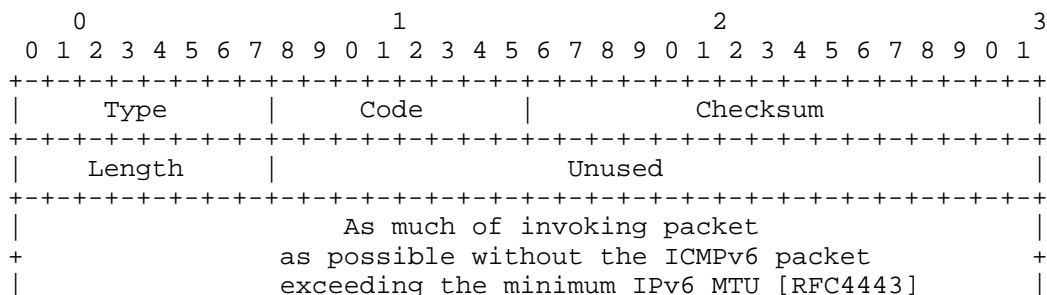 0                   1                   2                   3
 0 1 2 3 4 5 6 7 8 9 0 1 2 3 4 5 6 7 8 9 0 1 2 3 4 5 6 7 8 9 0 1
+-+-+-+-+-+-+-+-+-+-+-+-+-+-+-+-+-+-+-+-+-+-+-+-+-+-+-+-+-+-+-+-+
|     Type      |     Code      |          Checksum             |
+-+-+-+-+-+-+-+-+-+-+-+-+-+-+-+-+-+-+-+-+-+-+-+-+-+-+-+-+-+-+-+-+
|    Length     |                  Unused                       |
+-+-+-+-+-+-+-+-+-+-+-+-+-+-+-+-+-+-+-+-+-+-+-+-+-+-+-+-+-+-+-+-+
|                    As much of invoking packet                 |
+                as possible without the ICMPv6 packet          +
|                exceeding the minimum IPv6 MTU [RFC4443]       |